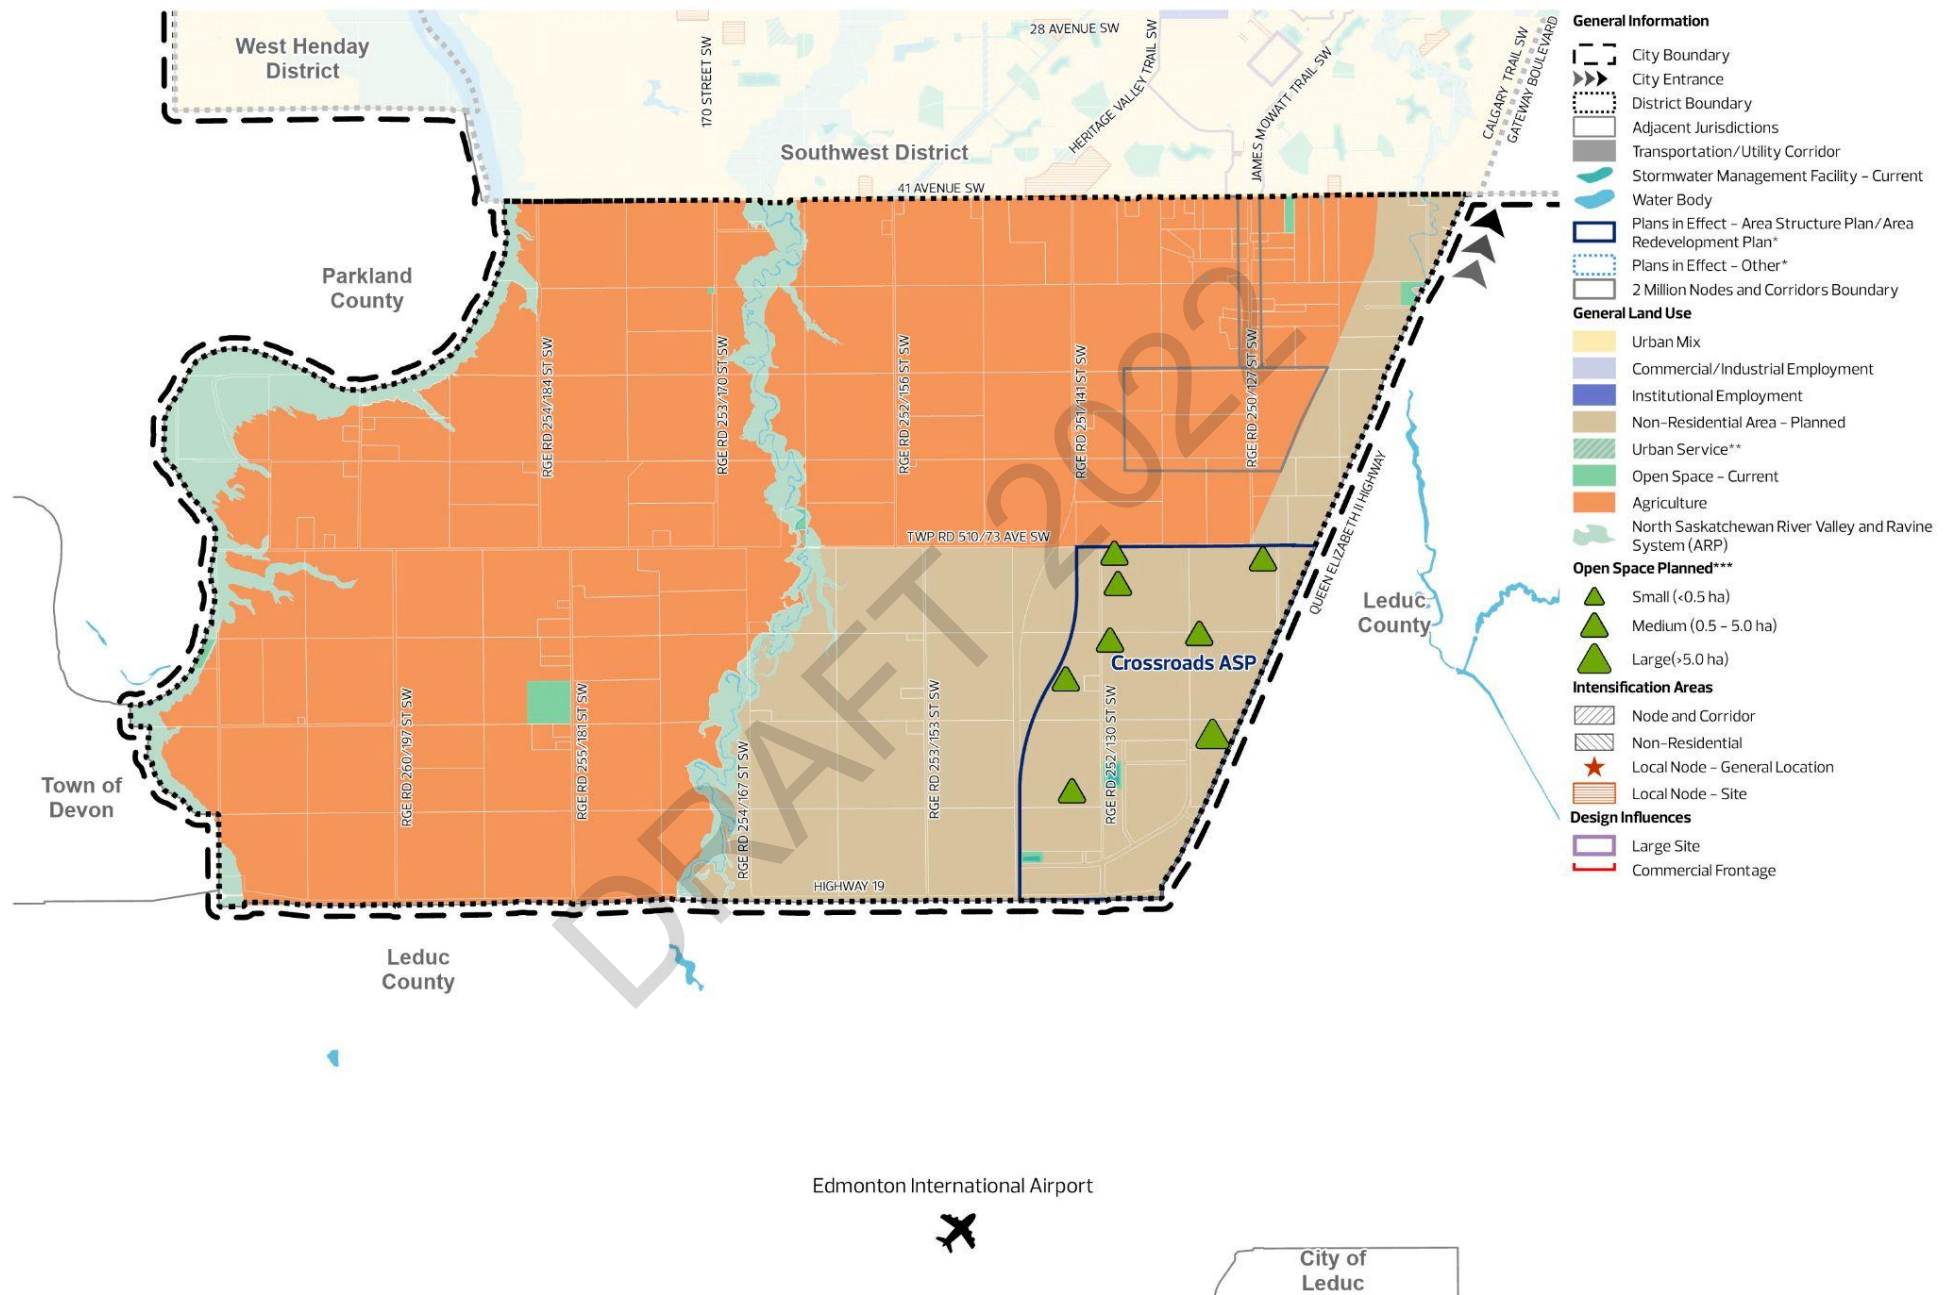 West Henday
District
Southwest District
28 AVENUE SW
170 STREET SW
HERITAGE VALLEY TRAIL SW
JAMES MOWATT TRAIL SW
CALGARY TRAIL SW
GATEWAY BOULEVARD
41 AVENUE SW
Parkland
County
RGE RD 254/184 ST SW
RGE RD 253/170 ST SW
RGE RD 252/156 ST SW
RGE RD 251/141 ST SW
RGE RD 250/127 ST SW
TWP RD 510/73 AVE SW
QUEEN ELIZABETH II HIGHWAY
Leduc
County
Crossroads ASP
RGE RD 260/197 ST SW
RGE RD 255/181 ST SW
RGE RD 254/167 ST SW
RGE RD 253/153 ST SW
RGE RD 252/130 ST SW
Town of
Devon
HIGHWAY 19
Leduc
County
DRAFT 2022
Edmonton International Airport
City of
Leduc
General Information
City Boundary
City Entrance
District Boundary
Adjacent Jurisdictions
Transportation/Utility Corridor
Stormwater Management Facility - Current
Water Body
Plans in Effect - Area Structure Plan/Area
Redevelopment Plan*
Plans in Effect - Other*
2 Million Nodes and Corridors Boundary
General Land Use
Urban Mix
Commercial/Industrial Employment
Institutional Employment
Non-Residential Area - Planned
Urban Service**
Open Space - Current
Agriculture
North Saskatchewan River Valley and Ravine
System (ARP)
Open Space Planned***
Small (<0.5 ha)
Medium (0.5 - 5.0 ha)
Large(>5.0 ha)
Intensification Areas
Node and Corridor
Non-Residential
Local Node - General Location
Local Node - Site
Design Influences
Large Site
Commercial Frontage